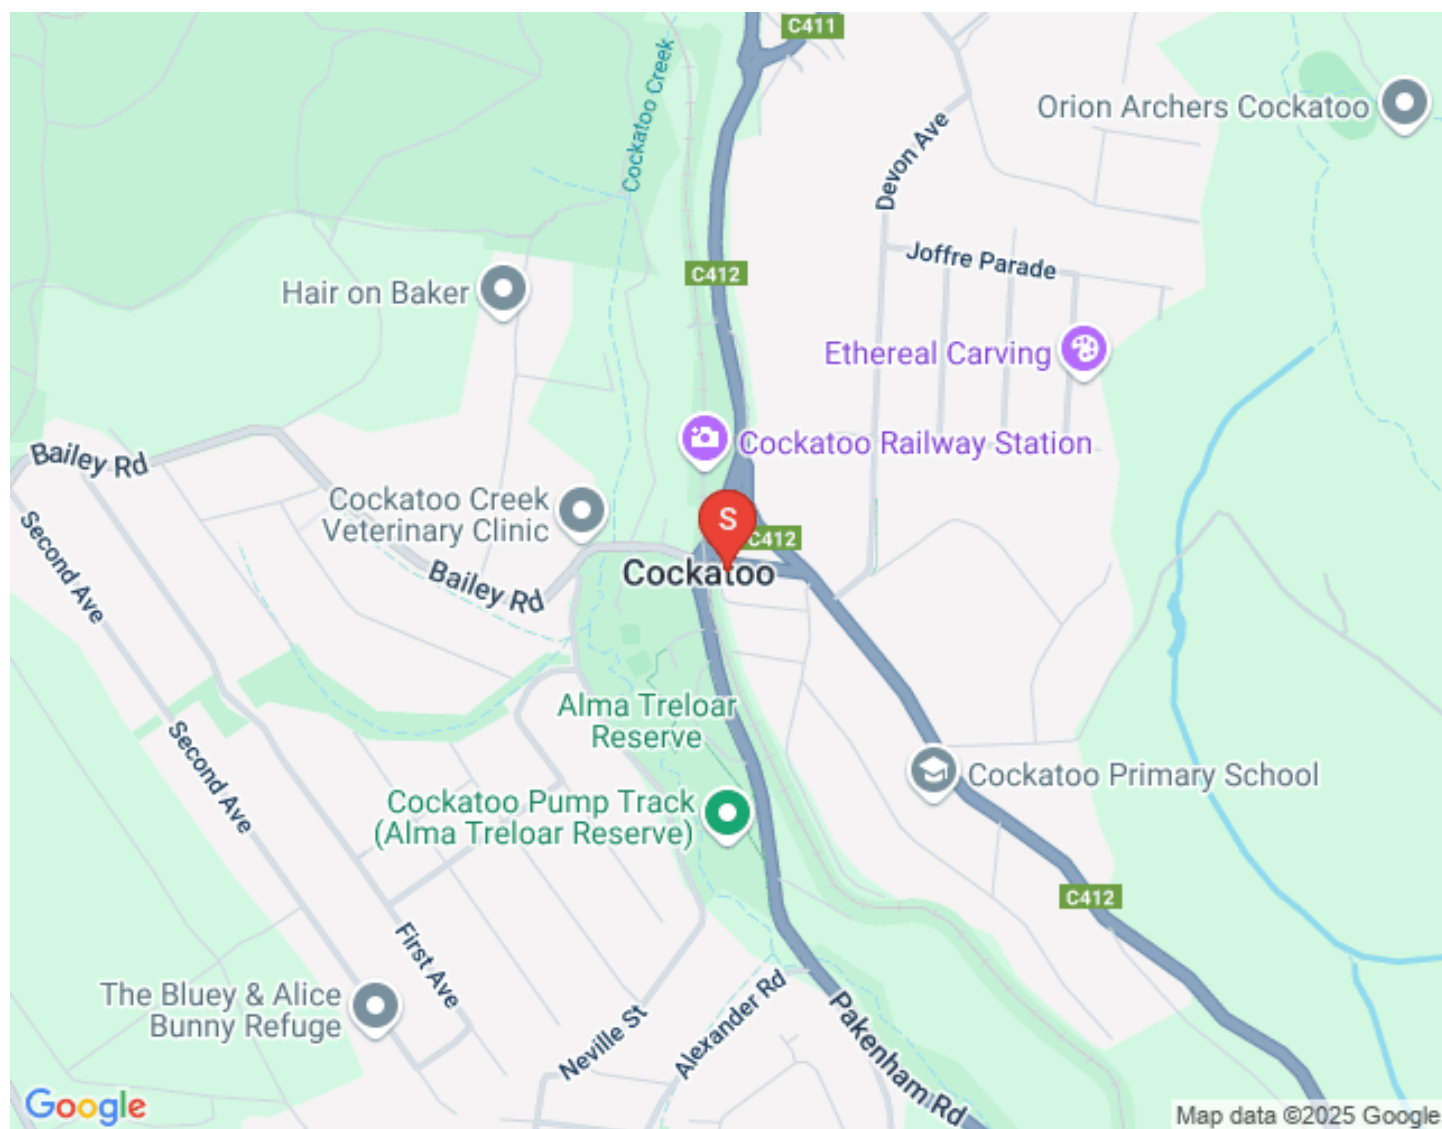 C411
Cockatoo Creek
Orion Archers Cockatoo
Devon Ave
Joffre Parade
C412
Hair on Baker
Ethereal Carving
Cockatoo Railway Station
Bailey Rd
Cockatoo Creek
Veterinary Clinic
S
C412
Cockatoo
Second Ave
Bailey Rd
Alma Treloar
Reserve
Second Ave
Cockatoo Primary School
Cockatoo Pump Track
(Alma Treloar Reserve)
C412
First Ave
The Bluey & Alice
Bunny Refuge
Neville St
Alexander Rd
Pakenham Rd
Google
Map data ©2025 Google